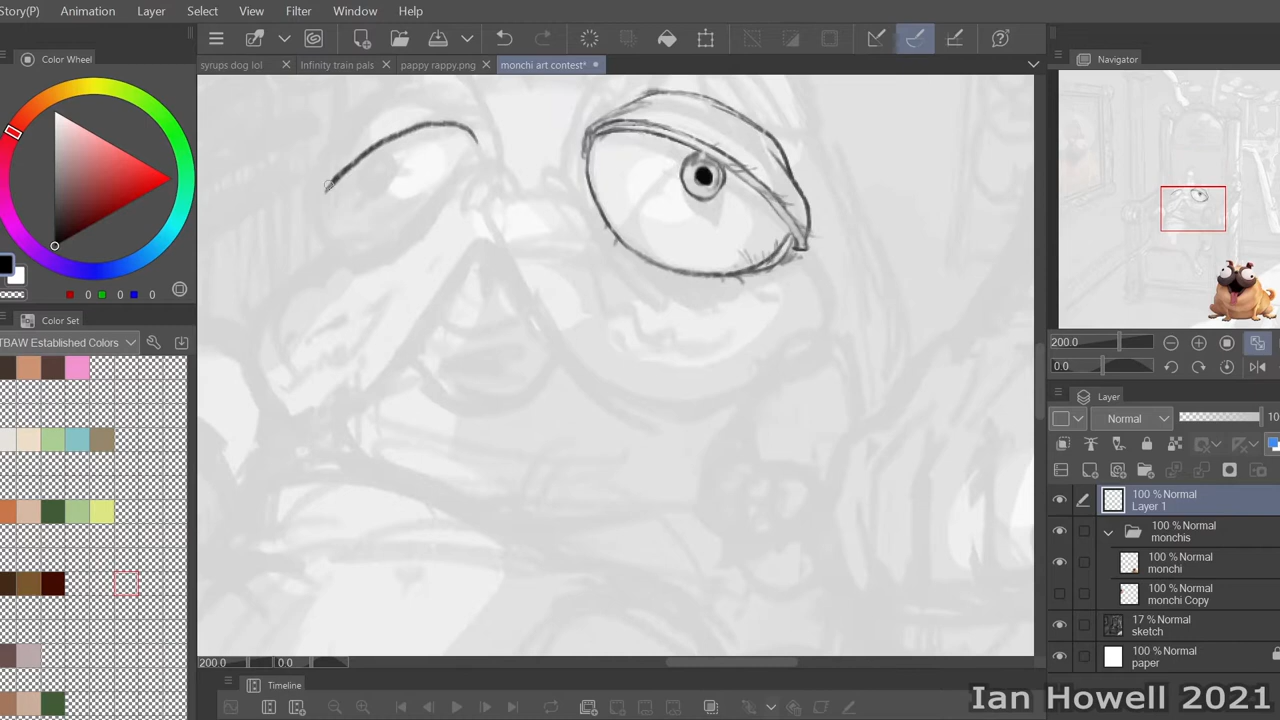 Story(P) Animation Layer Select View Filter Window Help
Color Wheel
syrups dog lol Infinity train pals pappy rappy.png monchi art contest*
Navigator
0 0 0
Color Set
TBAW Established Colors
200.0
0.0
Layer
Normal 10
100 % Normal
Layer 1
100 % Normal
monchis
100 % Normal
monchi
100 % Normal
monchi Copy
17 % Normal
sketch
100 % Normal
paper
200.0 0.0
Timeline
Ian Howell 2021